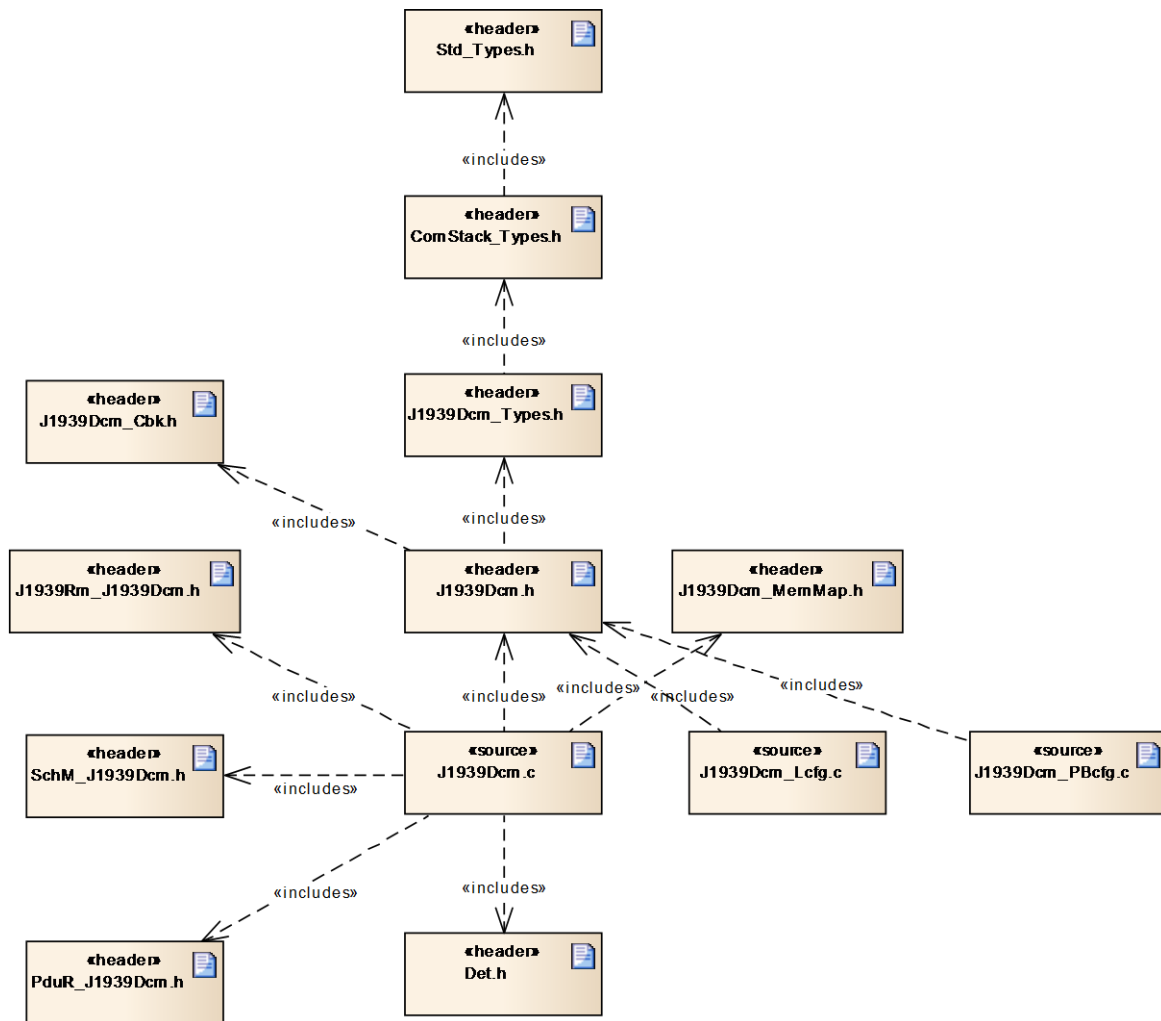 «header»
Std_Types.h
«includes»
«header»
ComStack_Types.h
«includes»
«header»
J1939Dcm_Cbk.h
«header»
J1939Dcm_Types.h
«includes»
«includes»
«header»
J1939Rm_J1939Dcm.h
«header»
J1939Dcm.h
«header»
J1939Dcm_MemMap.h
«includes»
«includes»
«includes»
«includes»
«includes»
«header»
SchM_J1939Dcm.h
«includes»
«source»
J1939Dcm.c
«source»
J1939Dcm_Lcfg.c
«source»
J1939Dcm_PBcfg.c
«includes»
«includes»
«header»
PduR_J1939Dcm.h
«header»
Det.h